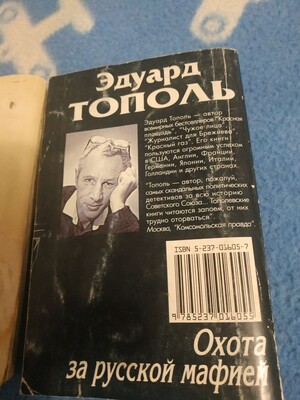 Эдуард
ТОПОЛЬ
Эдуард Тополь — автор
всемирных бестселлеров "Красная
площадь", "Чужое лицо",
"Журналист для Брежнева",
"Красный газ". Его книги
пользуются огромным успехом
в США, Англии, Франции,
Германии, Японии, Италии,
Голландии и других странах.
"Тополь — автор, пожалуй,
самых скандальных политических
детективов за всю историю
Советского Союза... Тополевские
книги читаются запоем, от них
трудно оторваться".
Москва, "Комсомольская правда"
ISBN 5-237-01605-7
9 785237 016055
Охота
за русской мафией